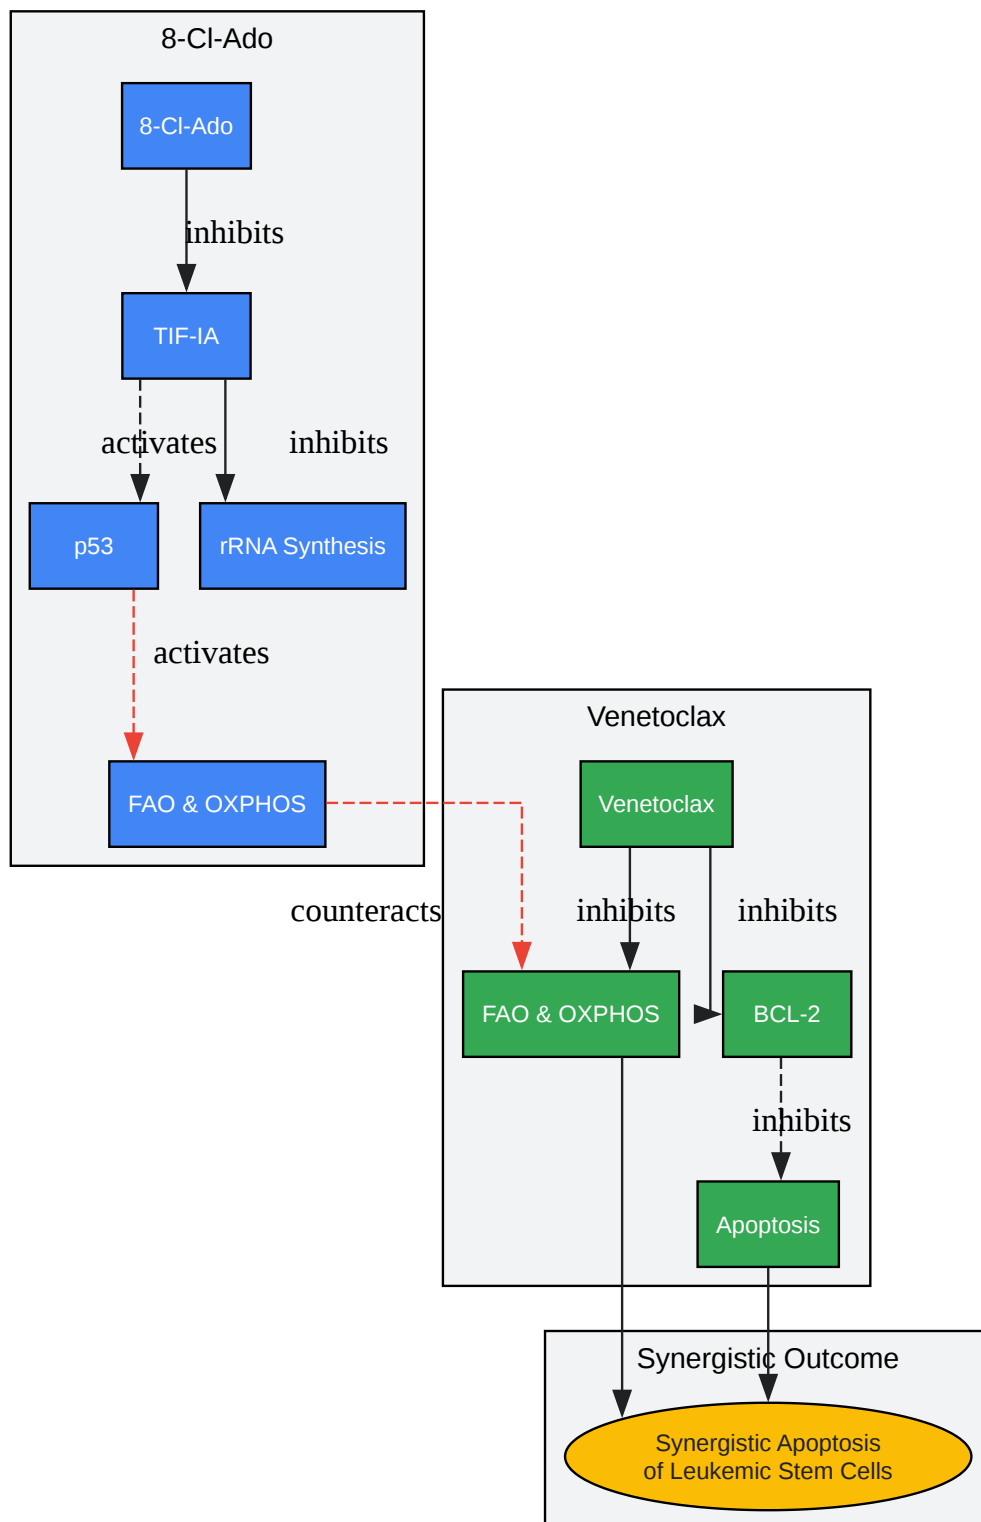 8-Cl-Ado
8-Cl-Ado
inhibits
TIF-IA
activates
inhibits
p53
rRNA Synthesis
activates
FAO & OXPHOS
counteracts
Venetoclax
Venetoclax
inhibits
inhibits
FAO & OXPHOS
BCL-2
inhibits
Apoptosis
Synergistic Outcome
Synergistic Apoptosis
of Leukemic Stem Cells